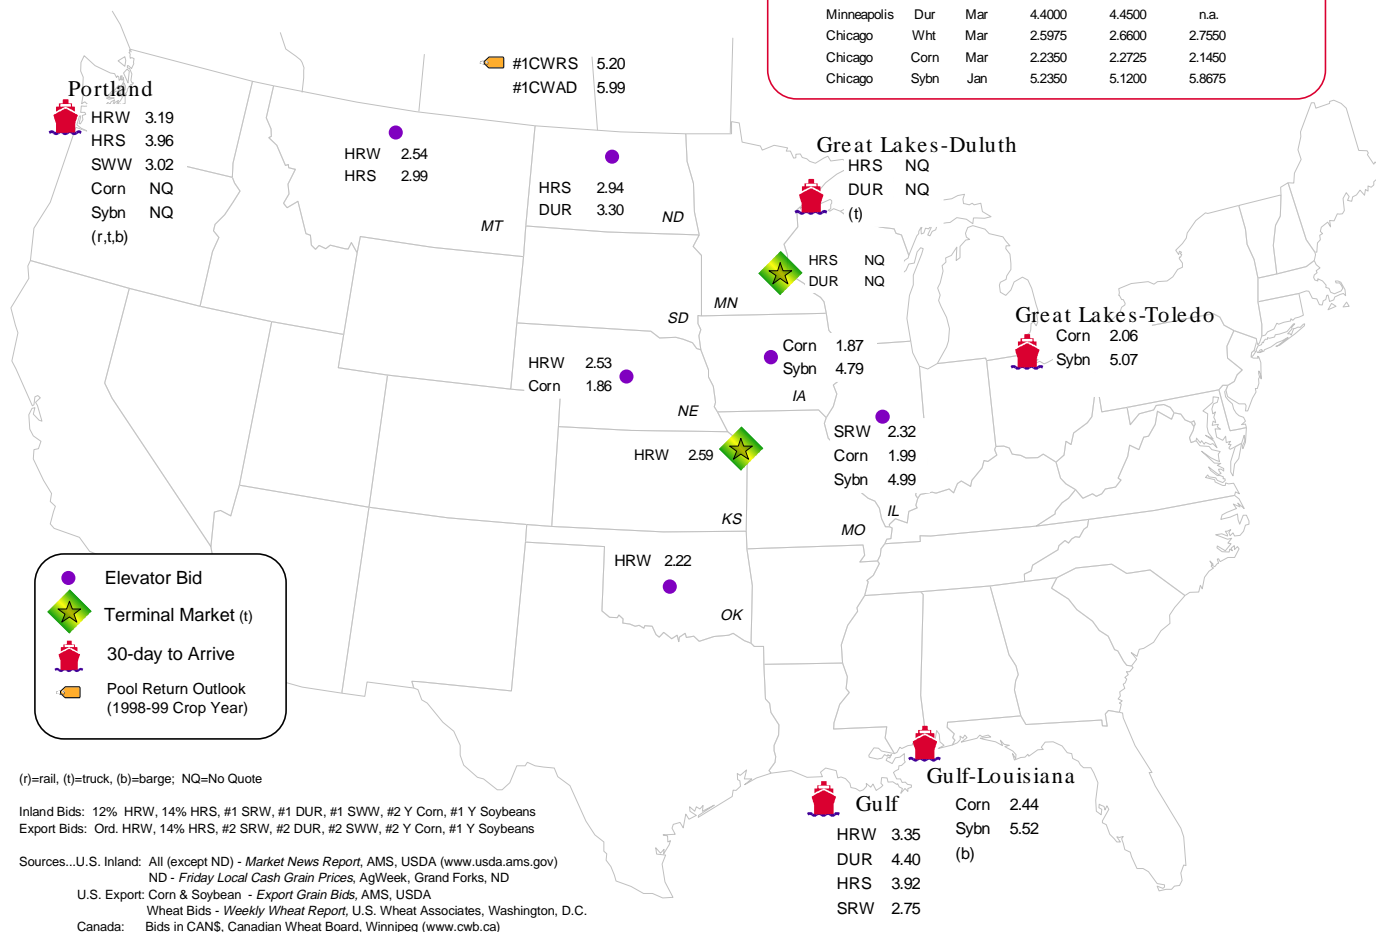 Minneapolis Dur Mar 4.4000 4.4500 n.a.
Chicago Wht Mar 2.5975 2.6600 2.7550
Chicago Corn Mar 2.2350 2.2725 2.1450
Chicago Sybn Jan 5.2350 5.1200 5.8675
#1CWRS 5.20
#1CWAD 5.99
Portland
HRW 3.19
HRS 3.96
SWW 3.02
Corn NQ
Sybn NQ
(r,t,b)
HRW 2.54
HRS 2.99
MT
HRS 2.94
DUR 3.30
ND
Great Lakes-Duluth
HRS NQ
DUR NQ
(t)
HRS NQ
DUR NQ
MN
SD
Great Lakes-Toledo
Corn 2.06
Sybn 5.07
HRW 2.53
Corn 1.86
NE
Corn 1.87
Sybn 4.79
IA
SRW 2.32
Corn 1.99
Sybn 4.99
IL
HRW 2.59
KS
MO
HRW 2.22
OK
Elevator Bid
Terminal Market (t)
30-day to Arrive
Pool Return Outlook
(1998-99 Crop Year)
Gulf-Louisiana
Corn 2.44
Sybn 5.52
(b)
Gulf
HRW 3.35
DUR 4.40
HRS 3.92
SRW 2.75
(r)=rail, (t)=truck, (b)=barge; NQ=No Quote
Inland Bids: 12% HRW, 14% HRS, #1 SRW, #1 DUR, #1 SWW, #2 Y Corn, #1 Y Soybeans
Export Bids: Ord. HRW, 14% HRS, #2 SRW, #2 DUR, #2 SWW, #2 Y Corn, #1 Y Soybeans
Sources...U.S. Inland: All (except ND) - Market News Report, AMS, USDA (www.usda.ams.gov)
ND - Friday Local Cash Grain Prices, AgWeek, Grand Forks, ND
U.S. Export: Corn & Soybean - Export Grain Bids, AMS, USDA
Wheat Bids - Weekly Wheat Report, U.S. Wheat Associates, Washington, D.C.
Canada: Bids in CAN$, Canadian Wheat Board, Winnipeg (www.cwb.ca)